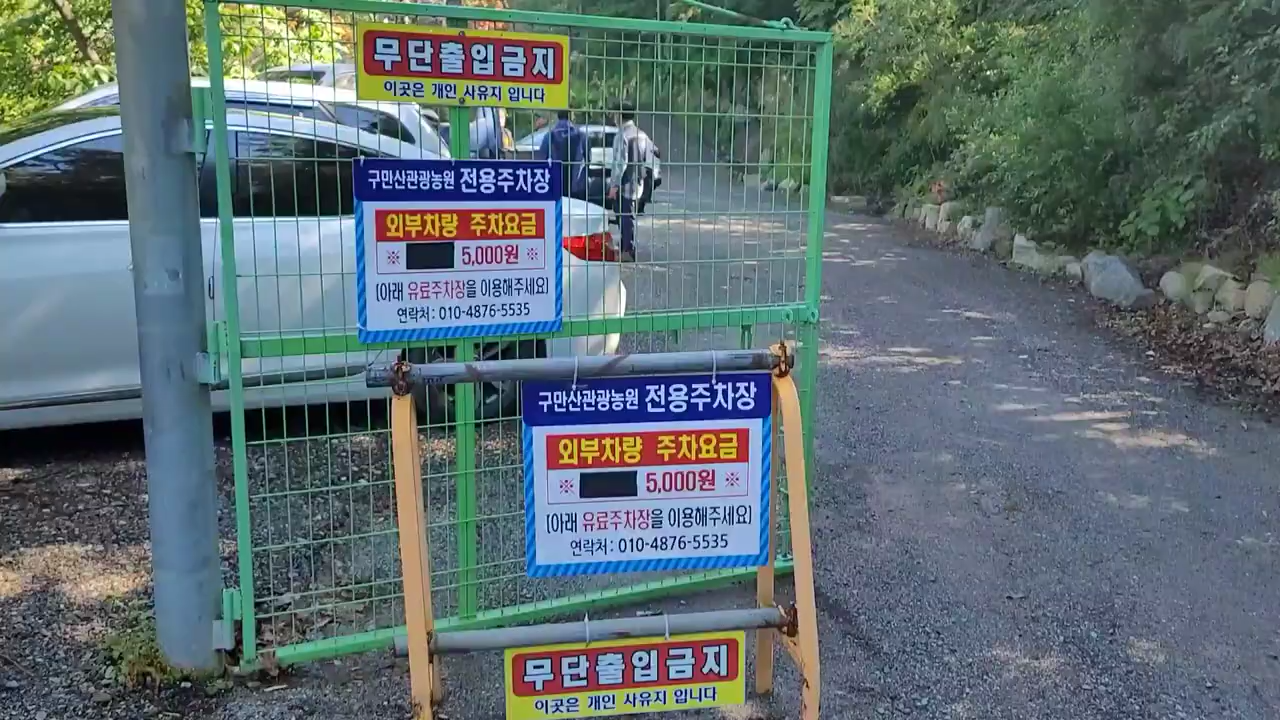 무단출입금지
이곳은 개인 사유지 입니다
구만산관광농원 전용주차장
외부차량 주차요금
※ 5,000원 ※
[아래 유료주차장을 이용해주세요]
연락처: 010-4876-5535
구만산관광농원 전용주차장
외부차량 주차요금
※ 5,000원 ※
[아래 유료주차장을 이용해주세요]
연락처: 010-4876-5535
무단출입금지
이곳은 개인 사유지 입니다